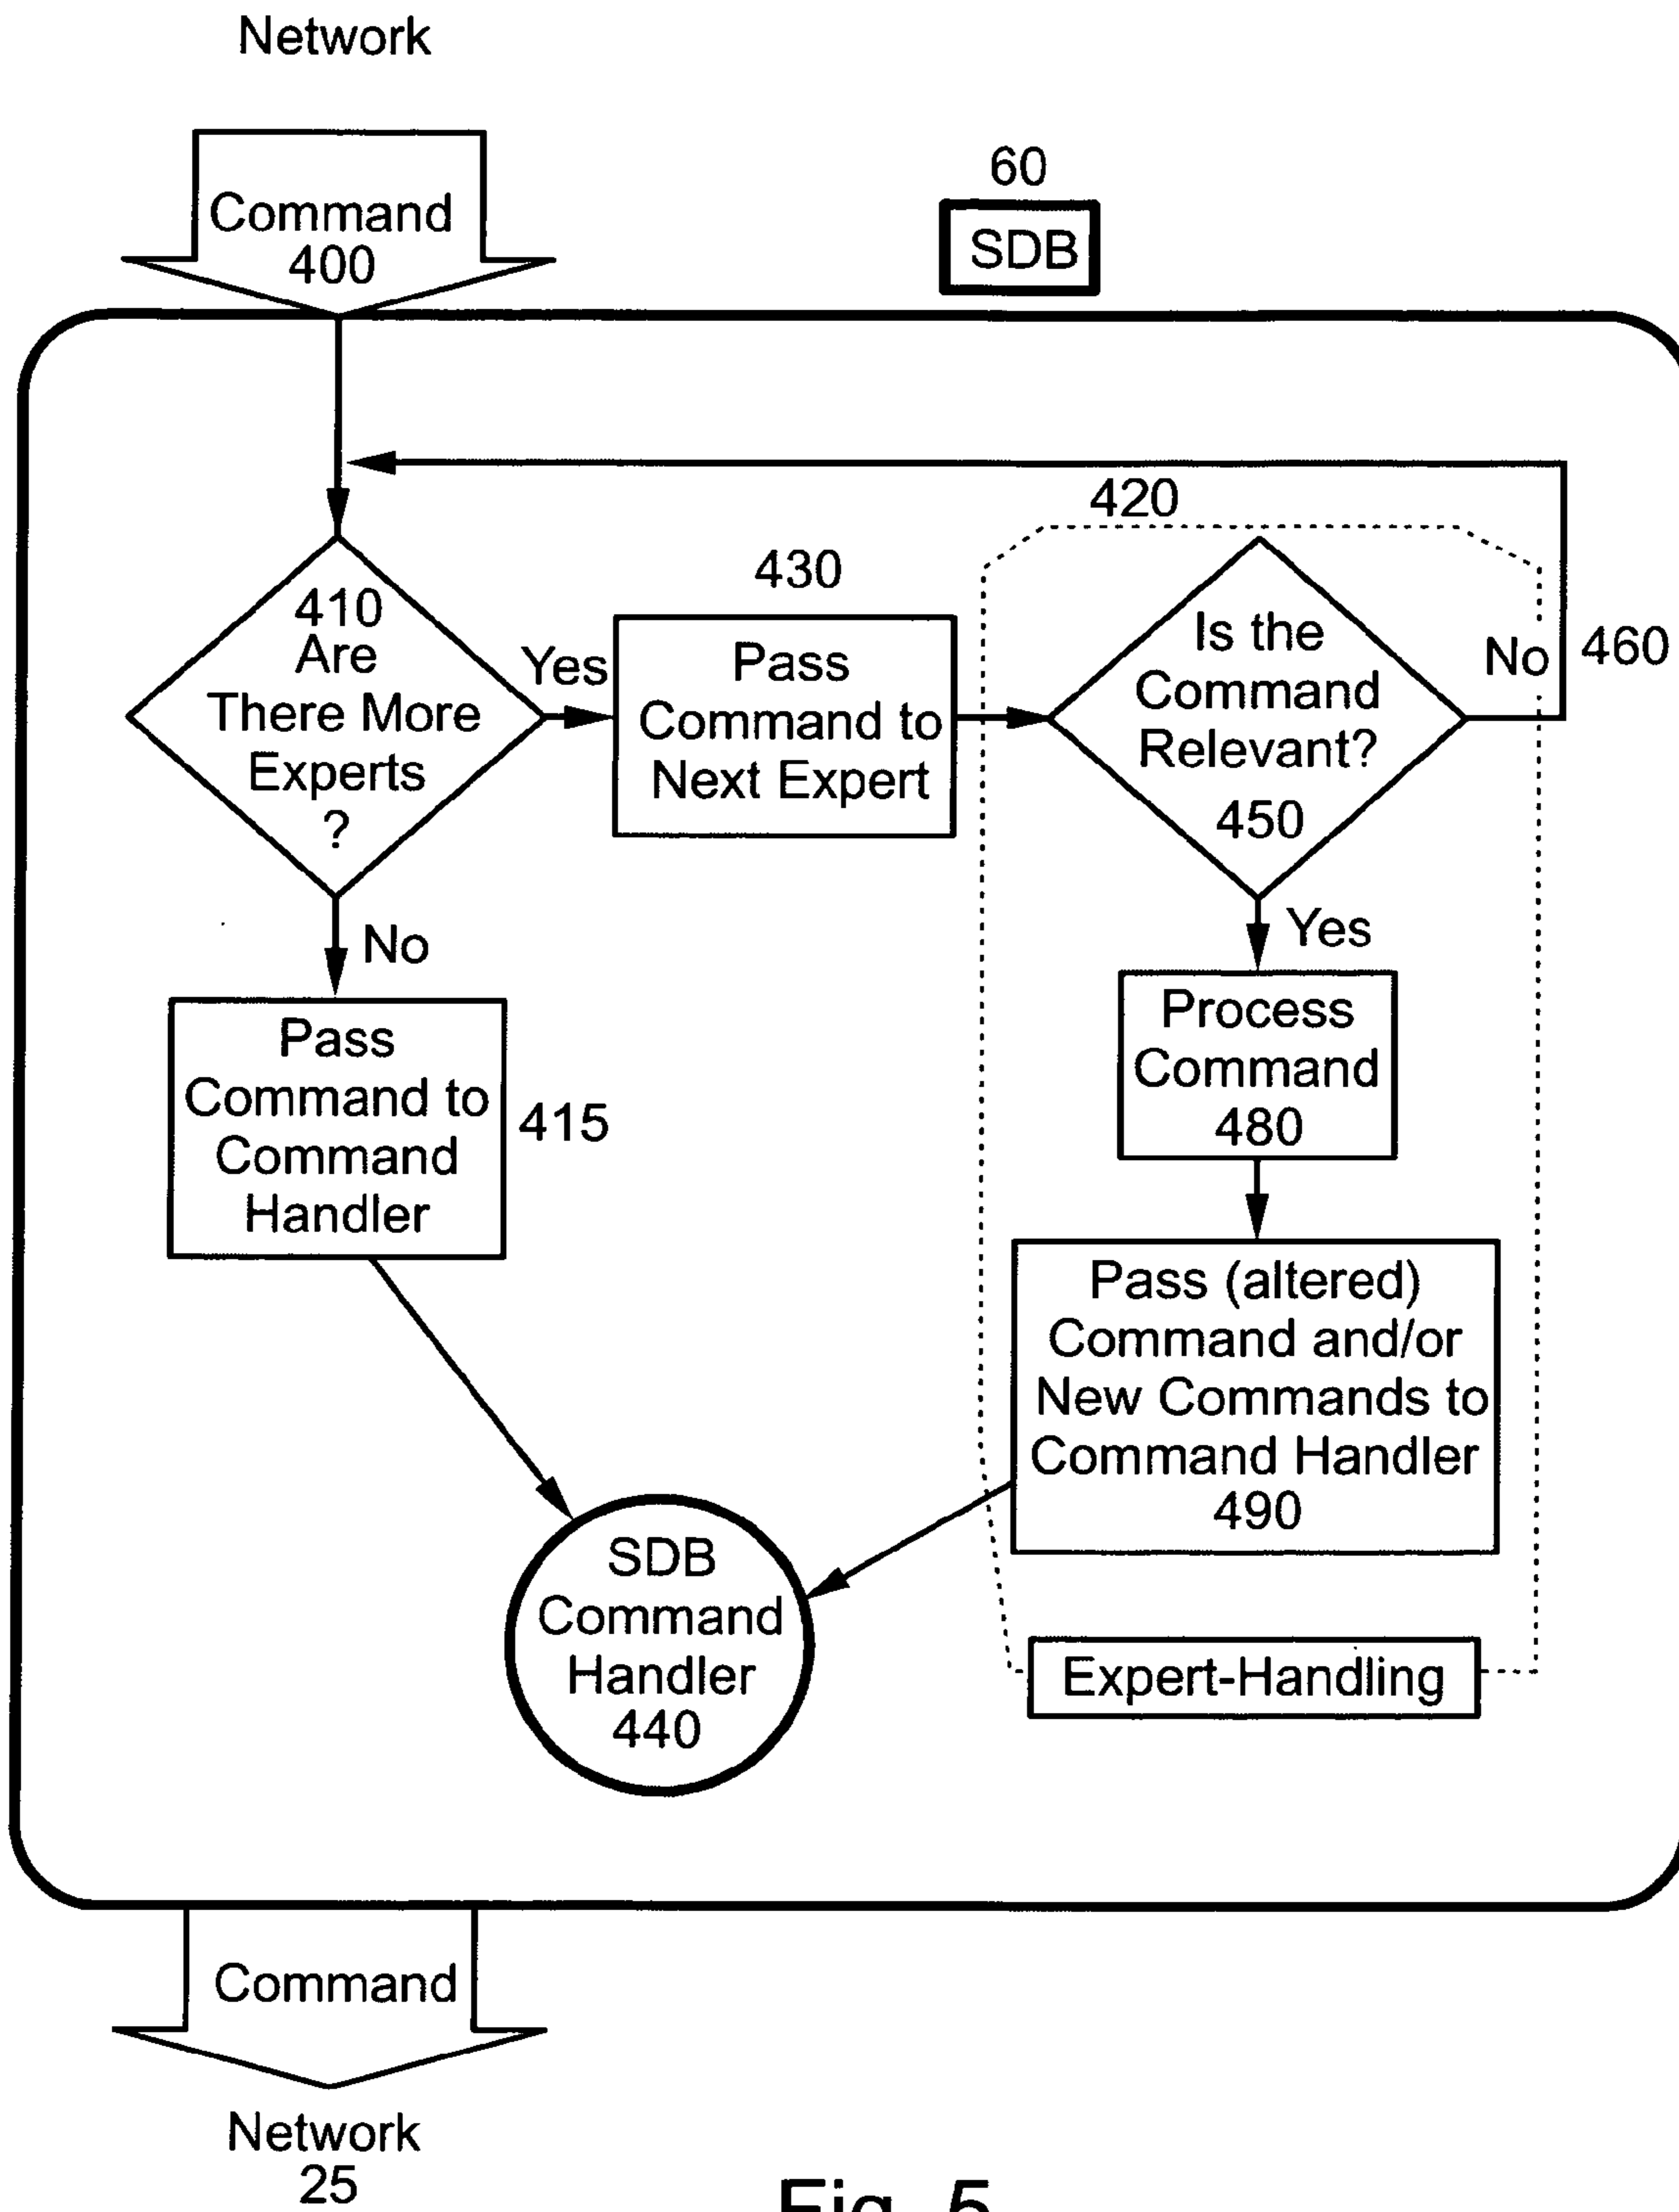 Network
Command
400
60
SDB
420
430
410
Are
There More
Experts
?
Yes
Pass
Command to
Next Expert
Is the
Command
Relevant?
450
No
460
No
Yes
Pass
Command to
Command
Handler
415
Process
Command
480
Pass (altered)
Command and/or
New Commands to
Command Handler
490
SDB
Command
Handler
440
Expert-Handling
Command
Network
25
Fig. 5